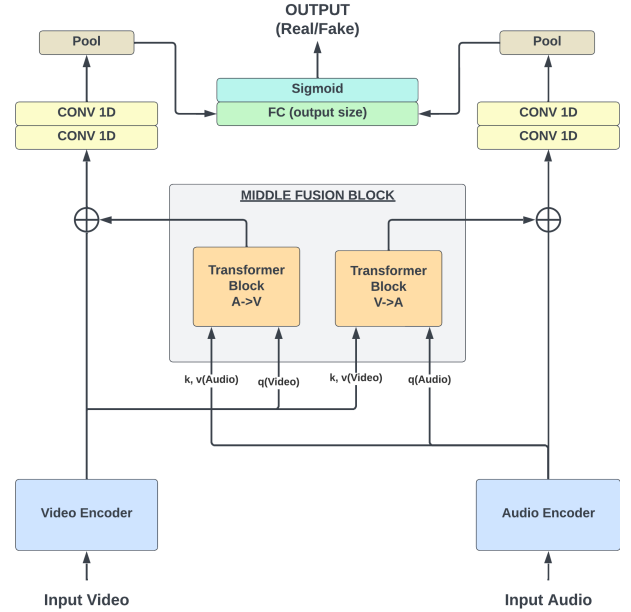 OUTPUT
(Real/Fake)
Pool
Pool
Sigmoid
FC (output size)
CONV 1D
CONV 1D
CONV 1D
CONV 1D
MIDDLE FUSION BLOCK
Transformer
Block
A->V
Transformer
Block
V->A
k, v(Audio)
q(Video)
k, v(Video)
q(Audio)
Video Encoder
Audio Encoder
Input Video
Input Audio